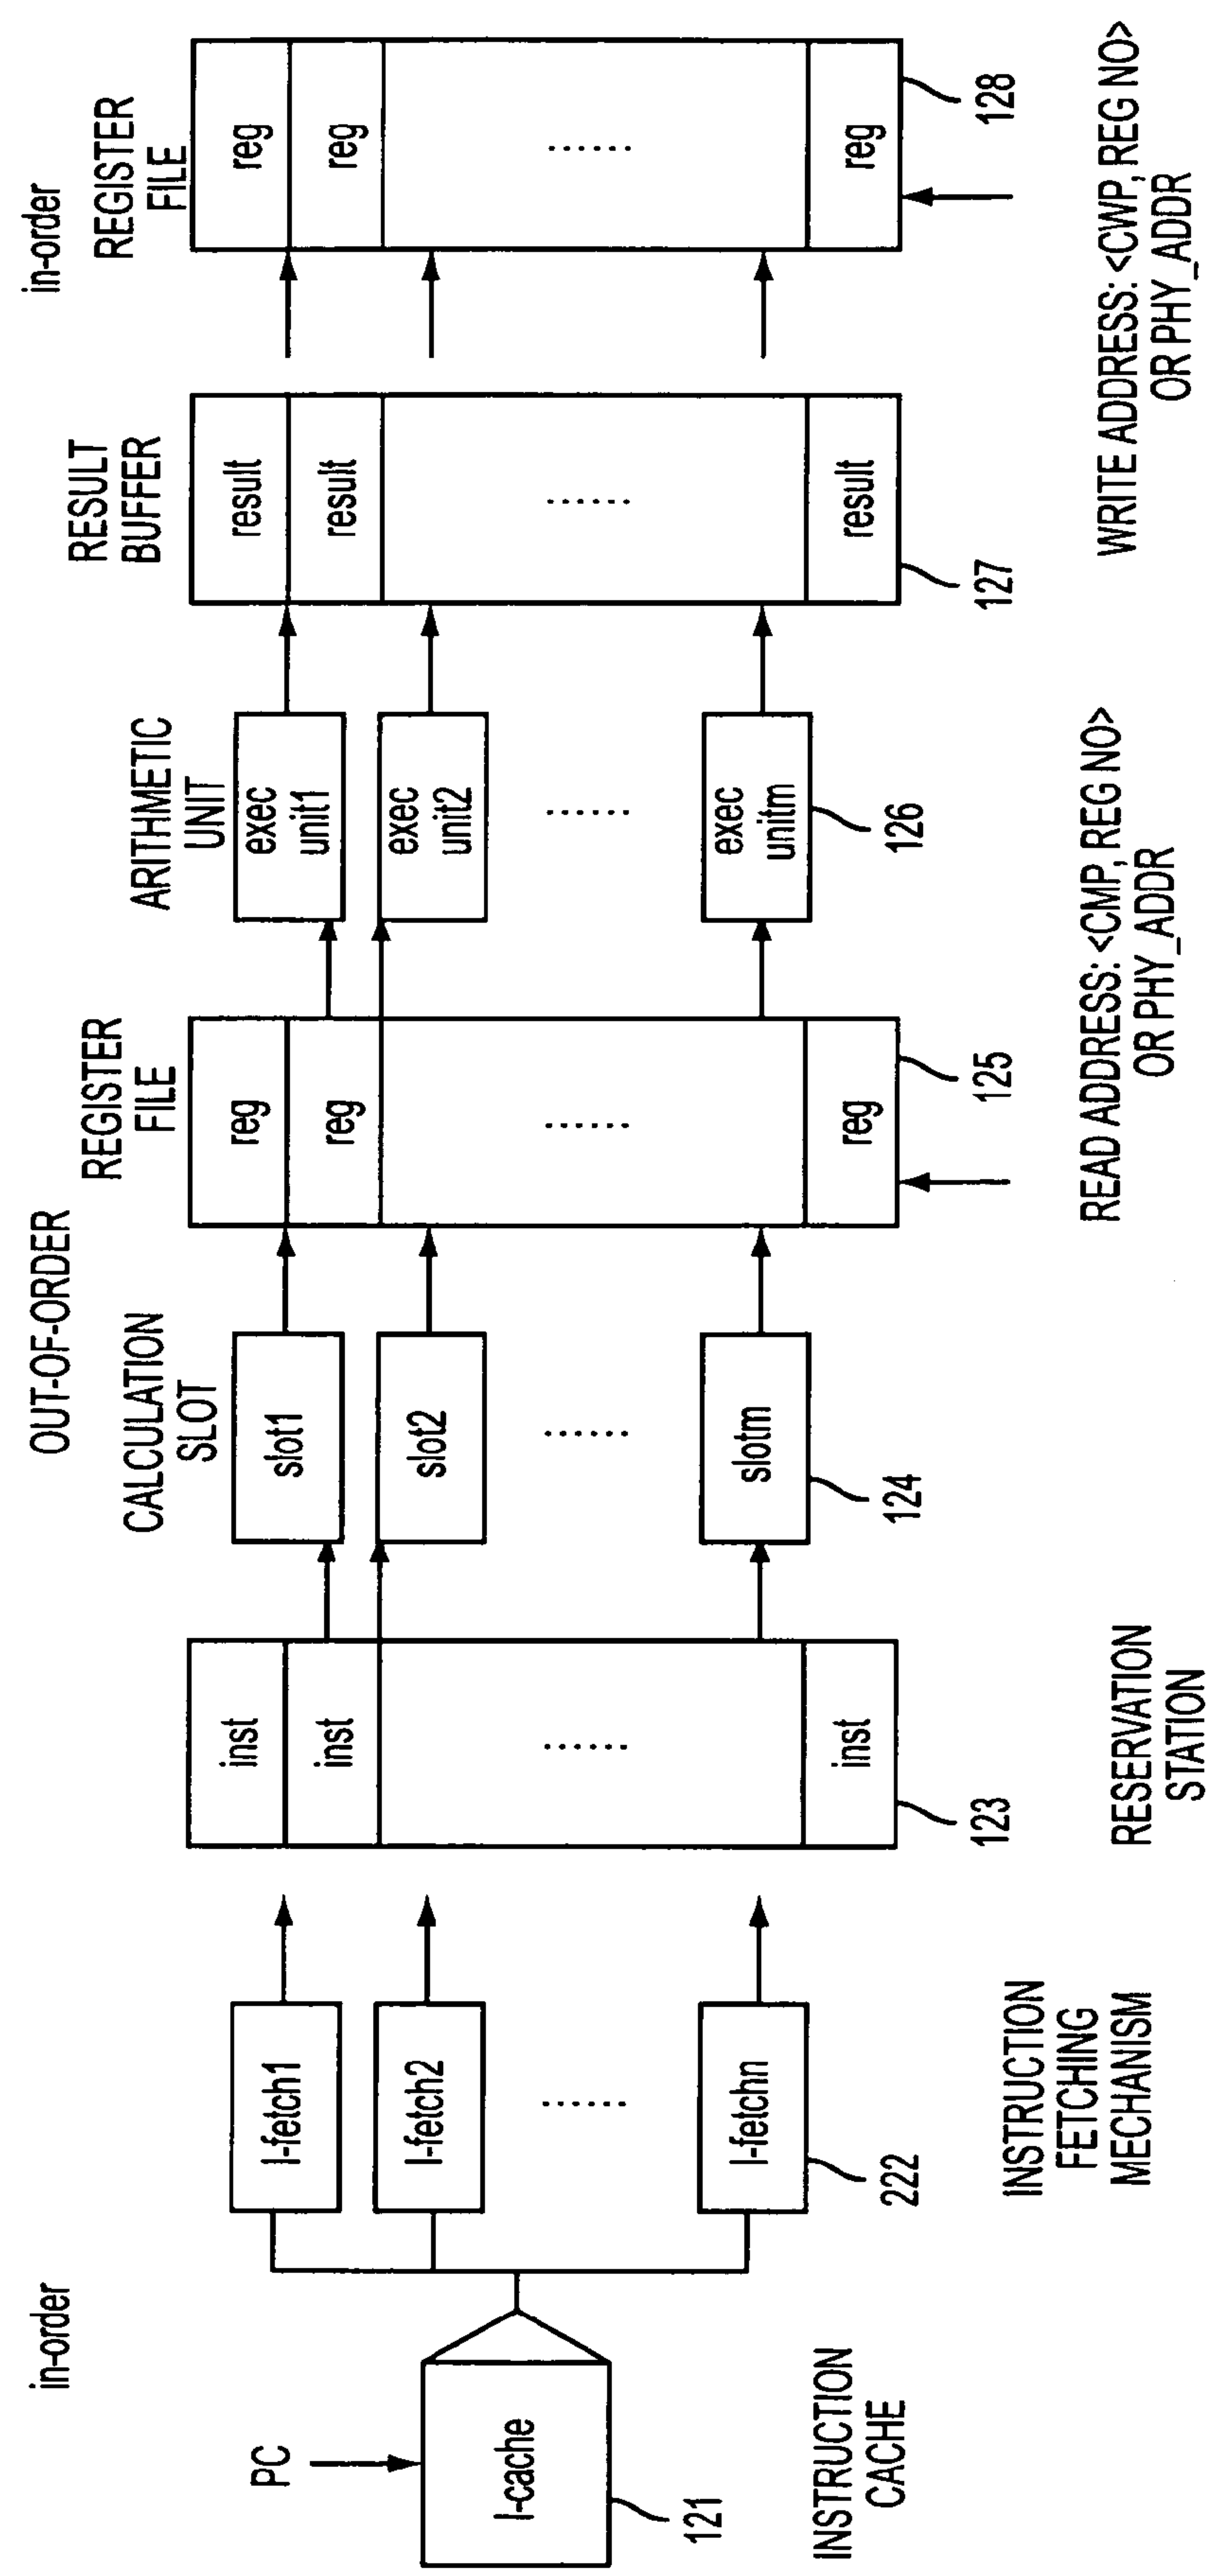 in-order
OUT-OF-ORDER
in-order
PC
I-cache
121
INSTRUCTION
CACHE
I-fetch1
I-fetch2
......
I-fetchn
222
INSTRUCTION
FETCHING
MECHANISM
inst
inst
......
inst
123
RESERVATION
STATION
CALCULATION
SLOT
slot1
slot2
......
slotm
124
REGISTER
FILE
reg
reg
......
reg
125
READ ADDRESS: <CMP, REG NO>
OR PHY_ADDR
ARITHMETIC
UNIT
exec
unit1
exec
unit2
......
exec
unitm
126
RESULT
BUFFER
result
result
......
result
127
REGISTER
FILE
reg
reg
......
reg
128
WRITE ADDRESS: <CWP, REG NO>
OR PHY_ADDR